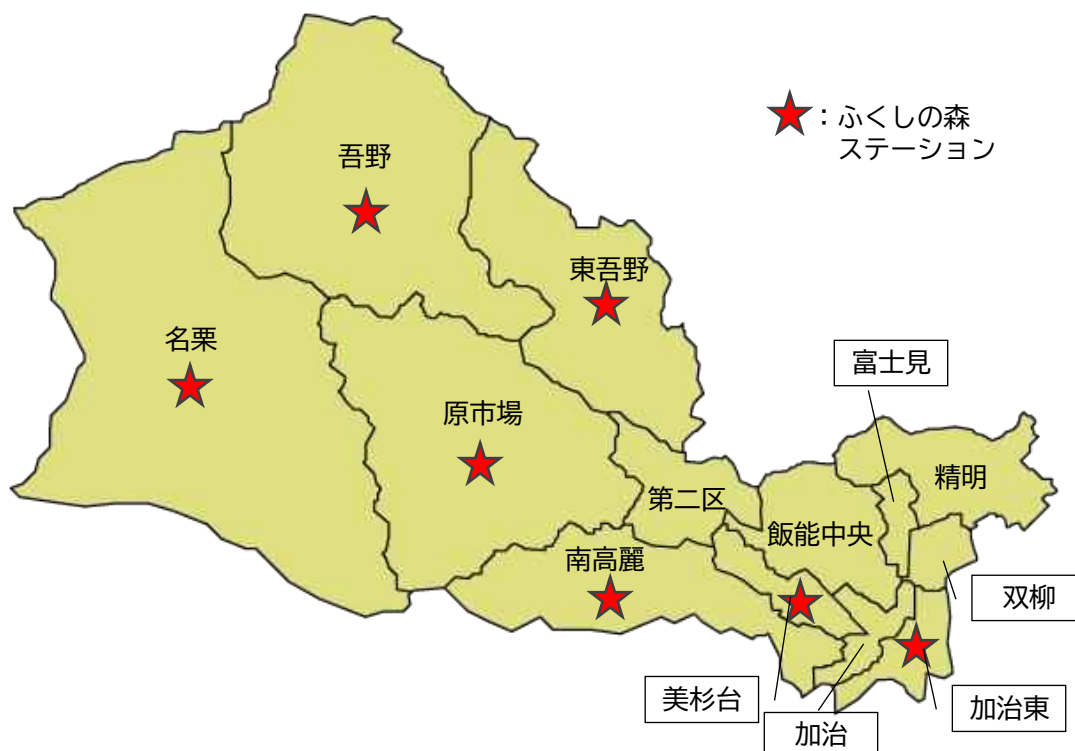 ：ふくしの森
ステーション
吾野
東吾野
名栗
富士見
原市場
精明
第二区
飯能中央
南高麗
双柳
美杉台
加治
加治東